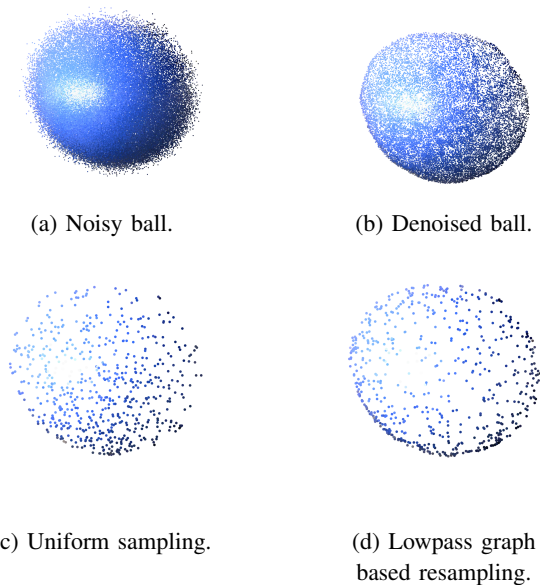 (a) Noisy ball.
(b) Denoised ball.
c) Uniform sampling.
(d) Lowpass graph
based resampling.